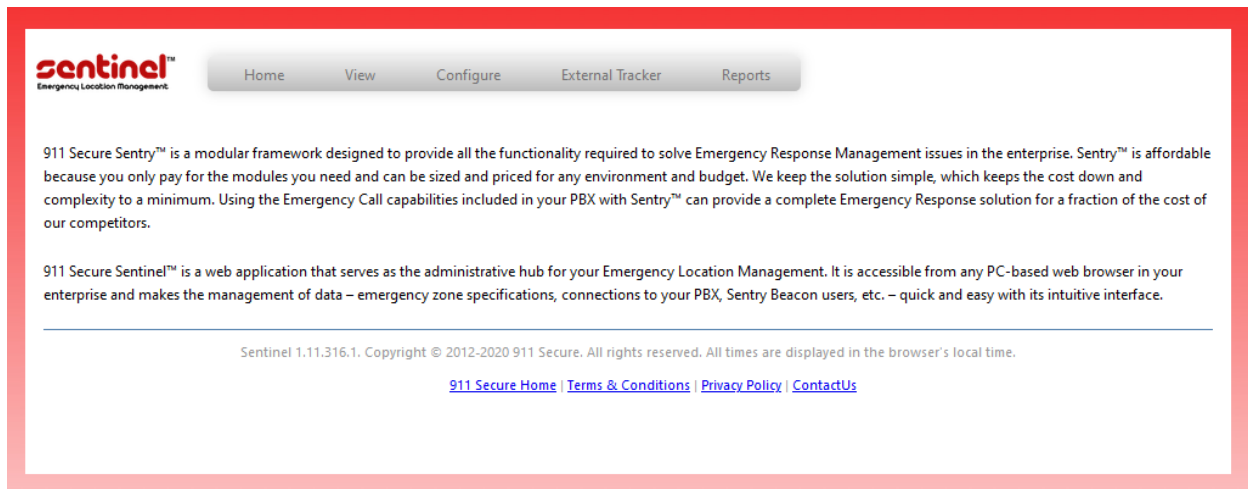 sentinel™
Emergency Location Management
Home View Configure External Tracker Reports
911 Secure Sentry™ is a modular framework designed to provide all the functionality required to solve Emergency Response Management issues in the enterprise. Sentry™ is affordable
because you only pay for the modules you need and can be sized and priced for any environment and budget. We keep the solution simple, which keeps the cost down and
complexity to a minimum. Using the Emergency Call capabilities included in your PBX with Sentry™ can provide a complete Emergency Response solution for a fraction of the cost of
our competitors.
911 Secure Sentinel™ is a web application that serves as the administrative hub for your Emergency Location Management. It is accessible from any PC-based web browser in your
enterprise and makes the management of data – emergency zone specifications, connections to your PBX, Sentry Beacon users, etc. – quick and easy with its intuitive interface.
Sentinel 1.11.316.1. Copyright © 2012-2020 911 Secure. All rights reserved. All times are displayed in the browser's local time.
911 Secure Home | Terms & Conditions | Privacy Policy | ContactUs